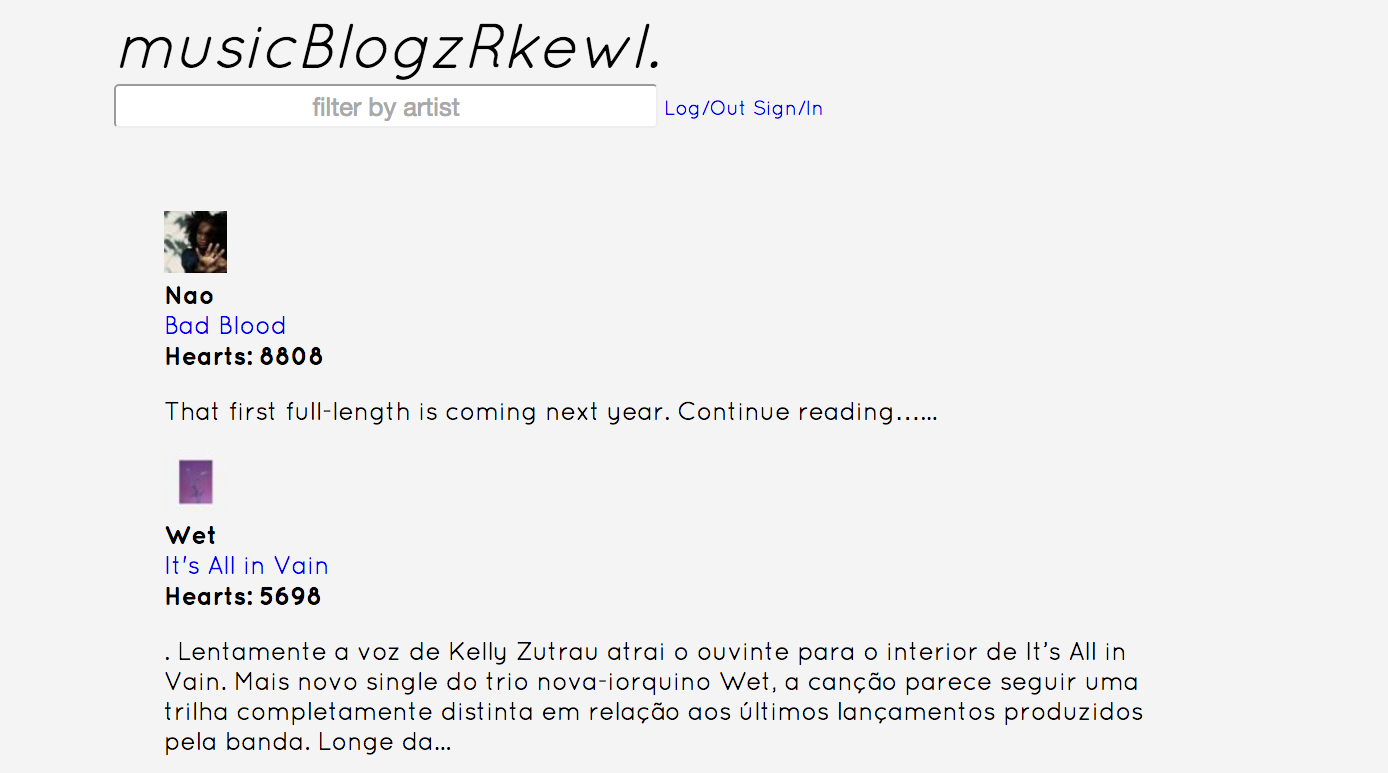 musicBlogzRkewl.
filter by artist Log/Out Sign/In
Nao
Bad Blood
Hearts: 8808
That first full-length is coming next year. Continue reading…...
Wet
It's All in Vain
Hearts: 5698
. Lentamente a voz de Kelly Zutrau atrai o ouvinte para o interior de It’s All in
Vain. Mais novo single do trio nova-iorquino Wet, a canção parece seguir uma
trilha completamente distinta em relação aos últimos lançamentos produzidos
pela banda. Longe da...